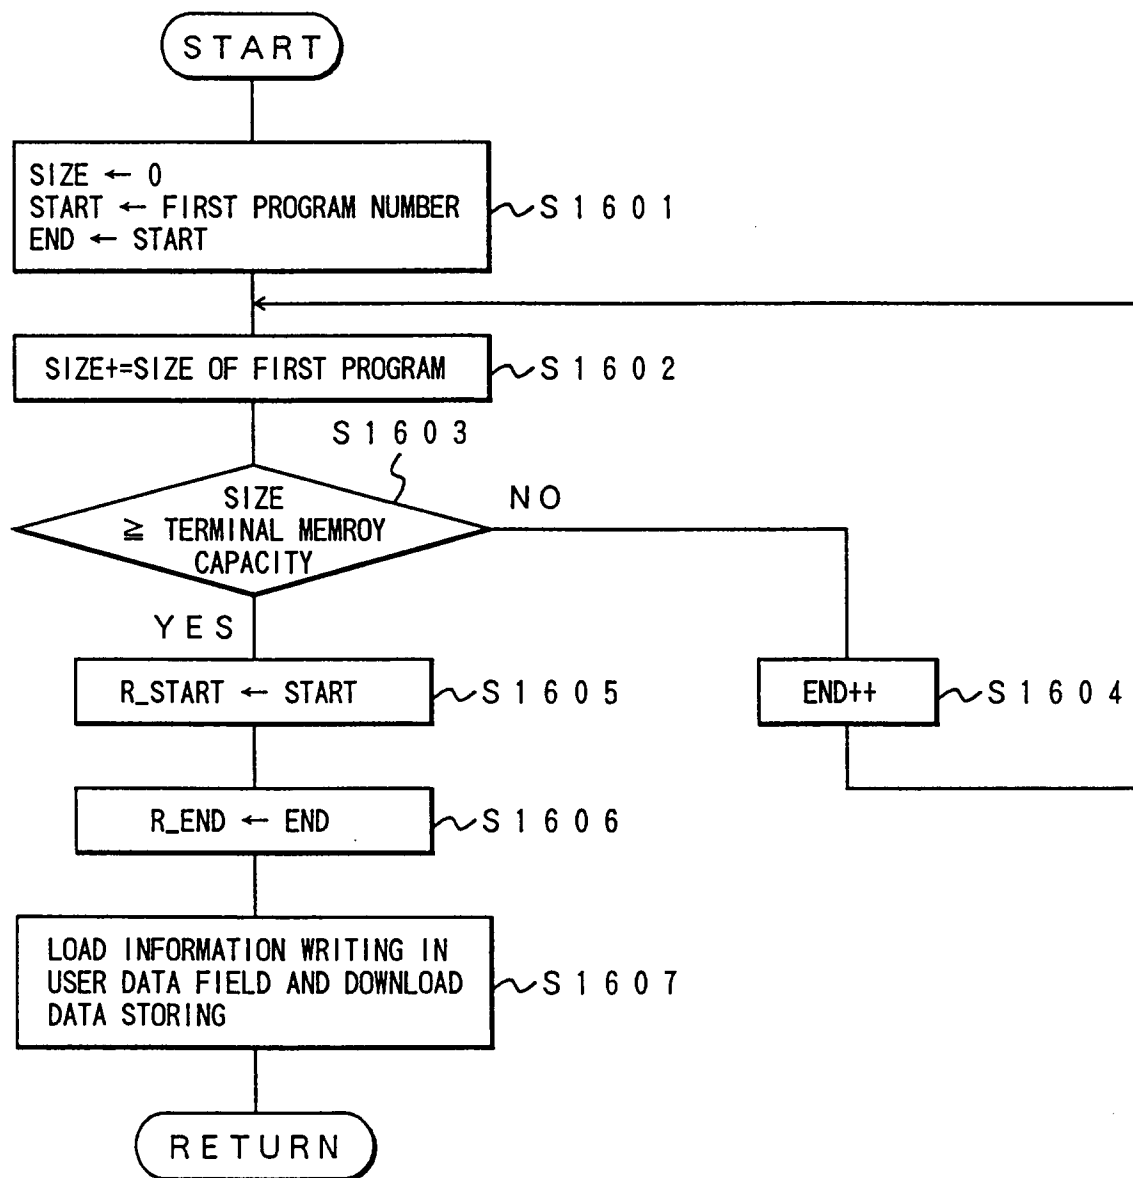 START
SIZE ← 0
START ← FIRST PROGRAM NUMBER
END ← START
S1601
SIZE+=SIZE OF FIRST PROGRAM
S1602
S1603
SIZE
≧ TERMINAL MEMROY
CAPACITY
NO
YES
R_START ← START
S1605
END++
S1604
R_END ← END
S1606
LOAD INFORMATION WRITING IN
USER DATA FIELD AND DOWNLOAD
DATA STORING
S1607
RETURN